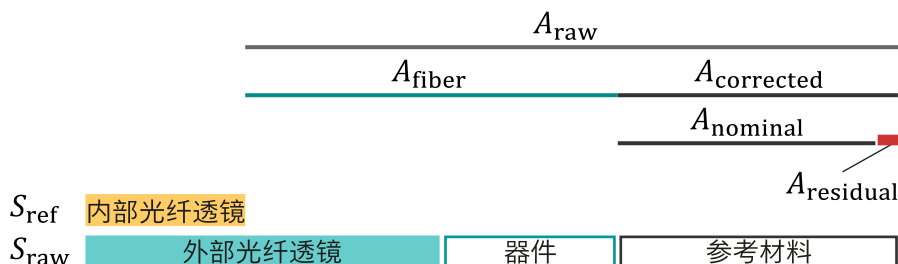 A_raw
A_fiber A_corrected
A_nominal
A_residual
S_ref 内部光纤透镜
S_raw 外部光纤透镜 器件 参考材料